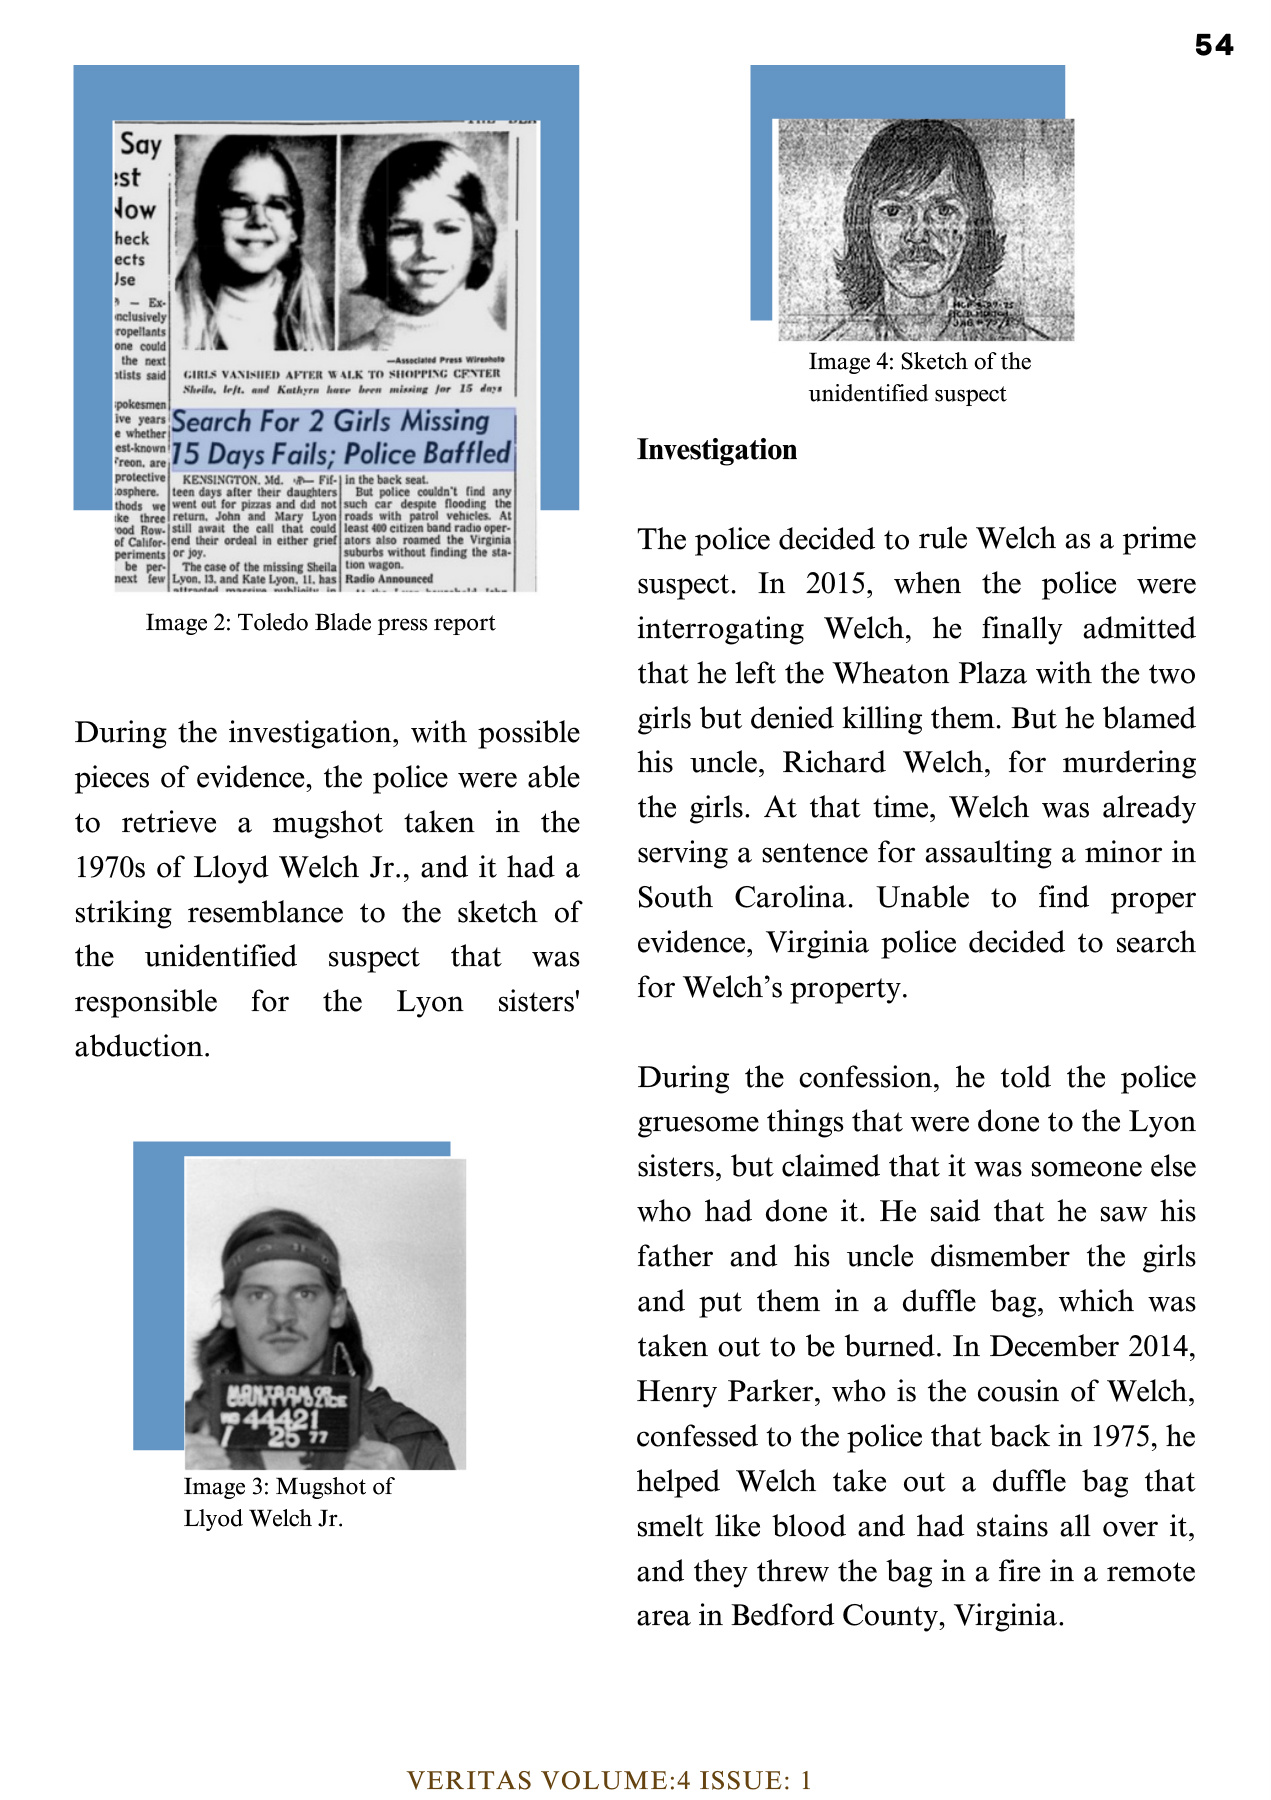 54
Say
est
Now
heck
ects
Use
— Ex-
nclusively
ropellants
one could
the next
ntists said
spokesmen
ive years
e whether
est-known
Freon, are
protective
osphere.
thods we
ke three
ood Row-
of Califor-
periments
be per-
next few
—Associated Press Wirephoto
GIRLS VANISHED AFTER WALK TO SHOPPING CENTER
Sheila, left, and Kathyrn have been missing for 15 days
Search For 2 Girls Missing
15 Days Fails; Police Baffled
KENSINGTON, Md. — Fif-
teen days after their daughters
went out for pizzas and did not
return, John and Mary Lyon
still await the call that could
end their ordeal in either grief
or joy.
The case of the missing Sheila
Lyon, 13, and Kate Lyon, 11, has
attracted massive publicity in
in the back seat.
But police couldn't find any
such car despite flooding the
roads with patrol vehicles. At
least 400 citizen band radio oper-
ators also roamed the Virginia
suburbs without finding the sta-
tion wagon.
Radio Announced
Image 2: Toledo Blade press report
During the investigation, with possible
pieces of evidence, the police were able
to retrieve a mugshot taken in the
1970s of Lloyd Welch Jr., and it had a
striking resemblance to the sketch of
the unidentified suspect that was
responsible for the Lyon sisters'
abduction.
COUNTY POLICE
44421
7 25 77
Image 3: Mugshot of
Llyod Welch Jr.
Image 4: Sketch of the
unidentified suspect
Investigation
The police decided to rule Welch as a prime
suspect. In 2015, when the police were
interrogating Welch, he finally admitted
that he left the Wheaton Plaza with the two
girls but denied killing them. But he blamed
his uncle, Richard Welch, for murdering
the girls. At that time, Welch was already
serving a sentence for assaulting a minor in
South Carolina. Unable to find proper
evidence, Virginia police decided to search
for Welch’s property.
During the confession, he told the police
gruesome things that were done to the Lyon
sisters, but claimed that it was someone else
who had done it. He said that he saw his
father and his uncle dismember the girls
and put them in a duffle bag, which was
taken out to be burned. In December 2014,
Henry Parker, who is the cousin of Welch,
confessed to the police that back in 1975, he
helped Welch take out a duffle bag that
smelt like blood and had stains all over it,
and they threw the bag in a fire in a remote
area in Bedford County, Virginia.
VERITAS VOLUME:4 ISSUE: 1